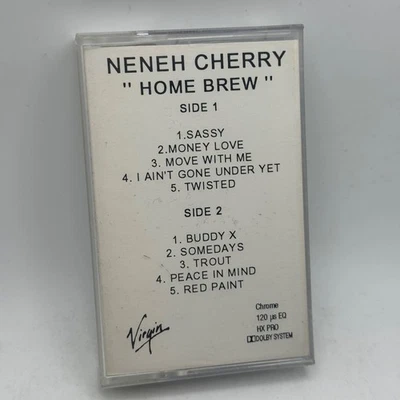 NENEH CHERRY
" HOME BREW "
SIDE 1
1.SASSY
2.MONEY LOVE
3. MOVE WITH ME
4. I AIN'T GONE UNDER YET
5. TWISTED
SIDE 2
1. BUDDY X
2. SOMEDAYS
3. TROUT
4. PEACE IN MIND
5. RED PAINT
Virgin
Chrome
120 µs EQ
HX PRO
DOLBY SYSTEM